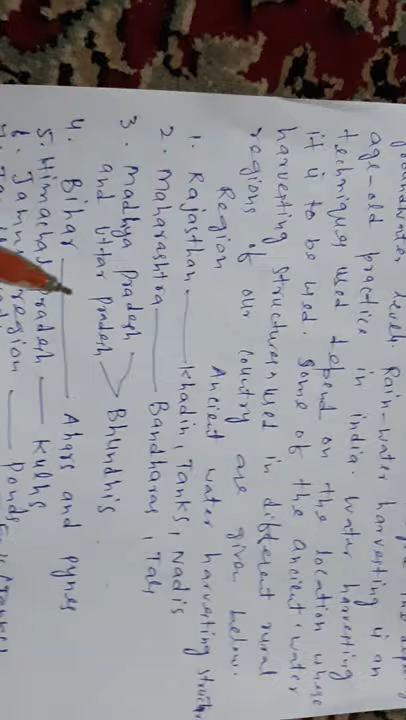 groundwater level. Rain-water harvesting is an
age-old practice in india. Water harvesting
techniques used depend on the location where
it is to be used. Some of the ancient water
harvesting structures used in different rural
regions of our country are given below.
Region Ancient water harvesting
1. Rajasthan — Khadin, Tanks, Nadis
2. Maharashtra — Bandharas, Tals
3. Madhya Pradesh
and Uttar Pradesh Bhundhis
4. Bihar — Ahars and pynes
5. Himachal Pradesh — Kulhs
6. Jammu region — Ponds